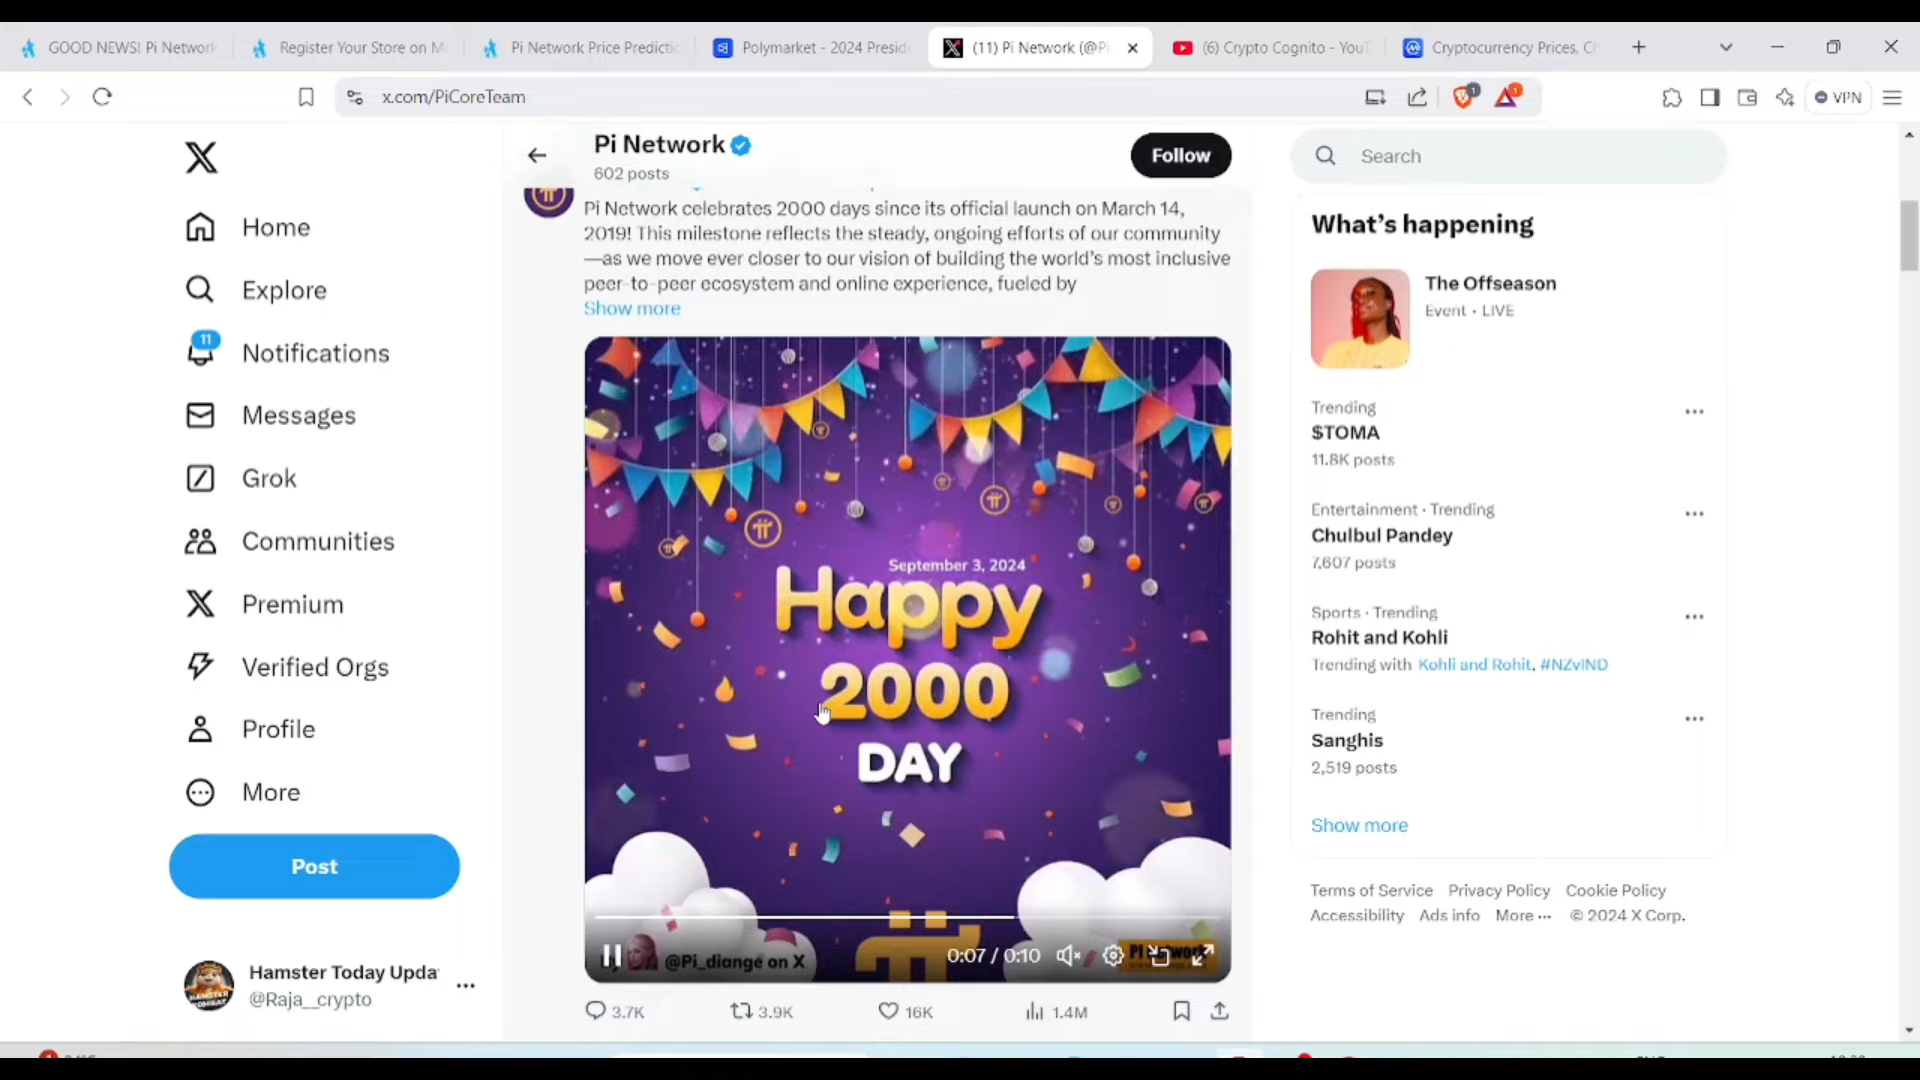 GOOD NEWS! Pi Network
Register Your Store on M
Pi Network Price Predictio
Polymarket - 2024 Presid
(11) Pi Network (@Pi
(6) Crypto Cognito - YouT
Cryptocurrency Prices, Ch
x.com/PiCoreTeam
1
1
VPN
Pi Network
602 posts
Follow
Search
Home
Explore
11
Notifications
Messages
Grok
Communities
Premium
Verified Orgs
Profile
More
Post
Hamster Today Upda
@Raja__crypto
Pi Network celebrates 2000 days since its official launch on March 14,
2019! This milestone reflects the steady, ongoing efforts of our community
—as we move ever closer to our vision of building the world's most inclusive
peer-to-peer ecosystem and online experience, fueled by
Show more
September 3, 2024
Happy
2000
DAY
@Pi_diange on X
0:07 / 0:10
3.7K
3.9K
16K
1.4M
What's happening
The Offseason
Event · LIVE
Trending
$TOMA
11.8K posts
Entertainment · Trending
Chulbul Pandey
7,607 posts
Sports · Trending
Rohit and Kohli
Trending with Kohli and Rohit, #NZvIND
Trending
Sanghis
2,519 posts
Show more
Terms of Service Privacy Policy Cookie Policy
Accessibility Ads info More ··· © 2024 X Corp.